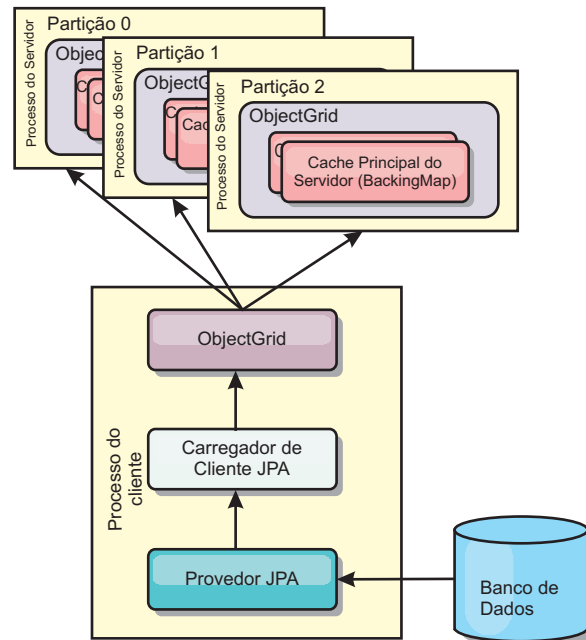 Partição 0
Processo do Servidor
Partição 1
Processo do Servidor
Partição 2
Processo do Servidor
ObjectGrid
Cache Principal do
Servidor (BackingMap)
ObjectGrid
Carregador de
Cliente JPA
Processo do
cliente
Provedor JPA
Banco de
Dados